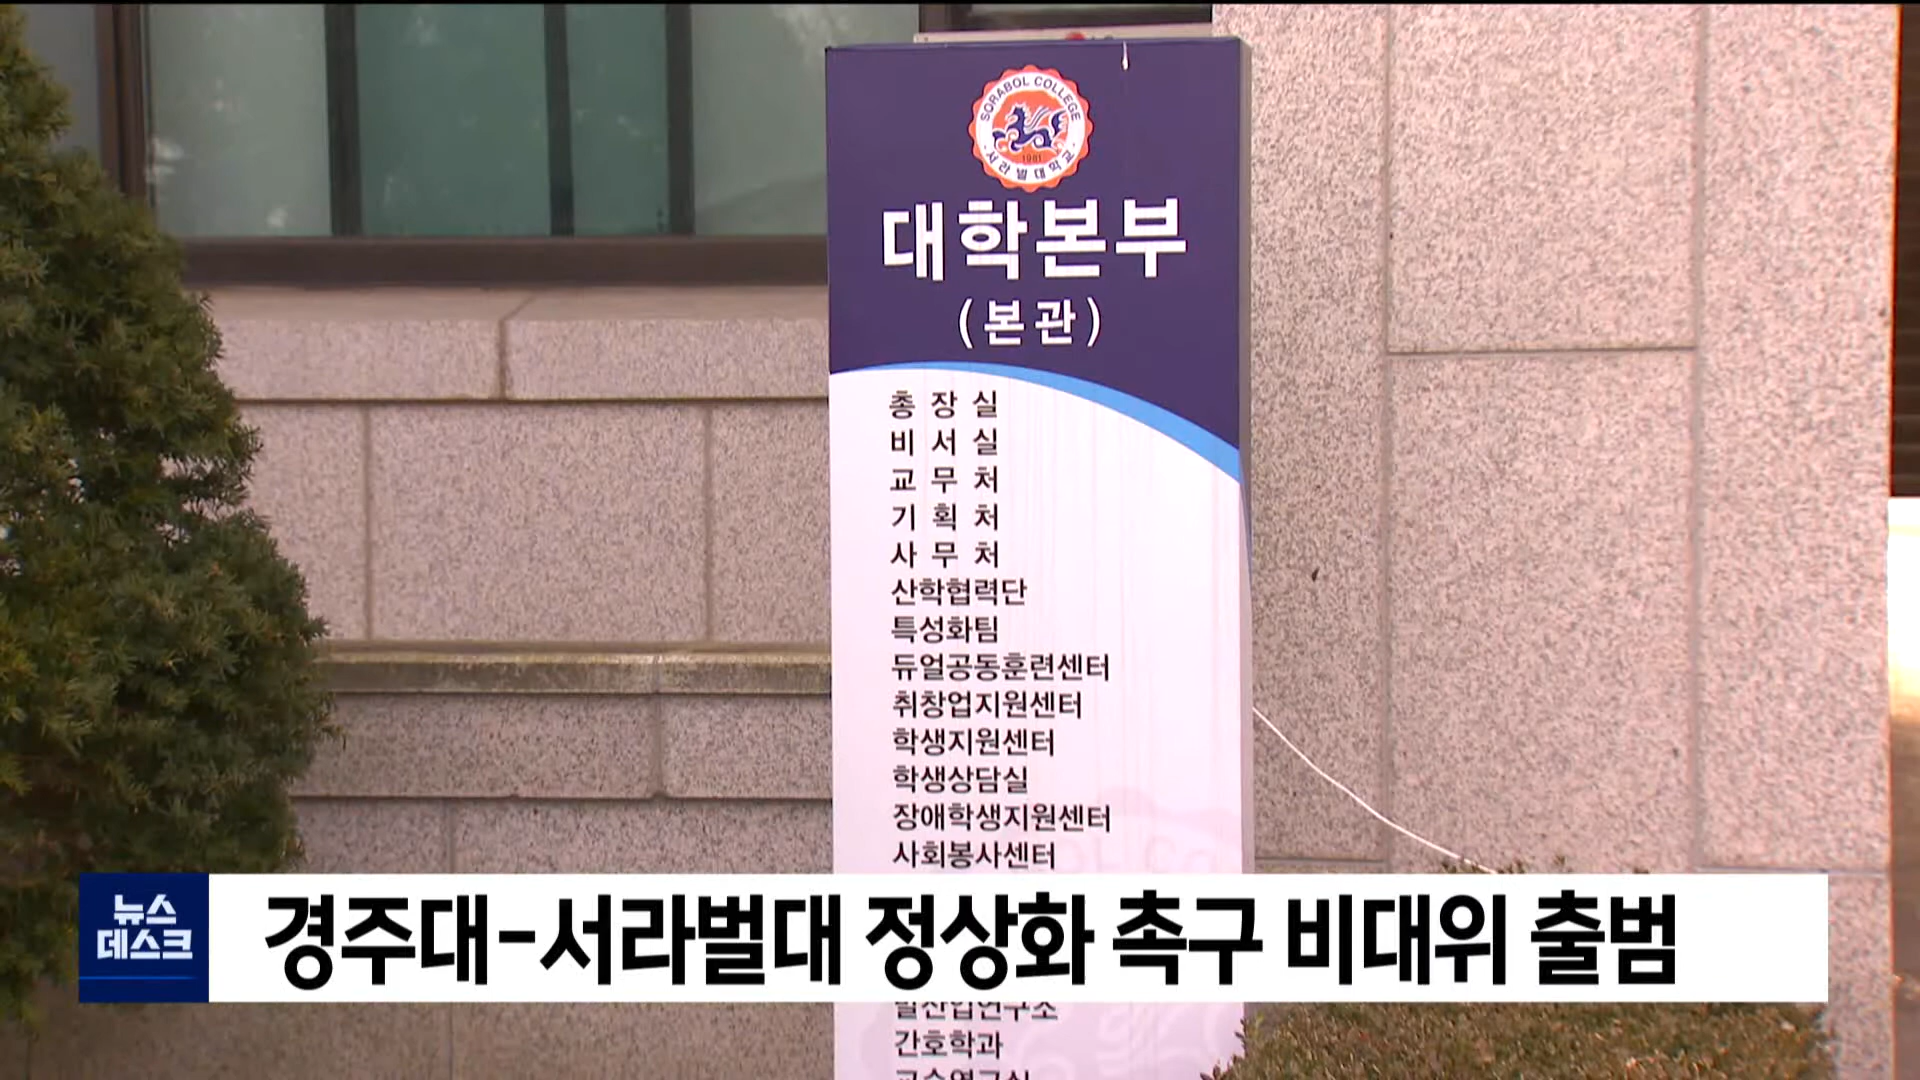 SORABOL COLLEGE
1981
서라벌대학교
대학본부
(본관)
총 장 실
비 서 실
교 무 처
기 획 처
사 무 처
산학협력단
특성화팀
듀얼공동훈련센터
취창업지원센터
학생지원센터
학생상담실
장애학생지원센터
사회봉사센터
뉴스
데스크
경주대-서라벌대 정상화 촉구 비대위 출범
간호학과